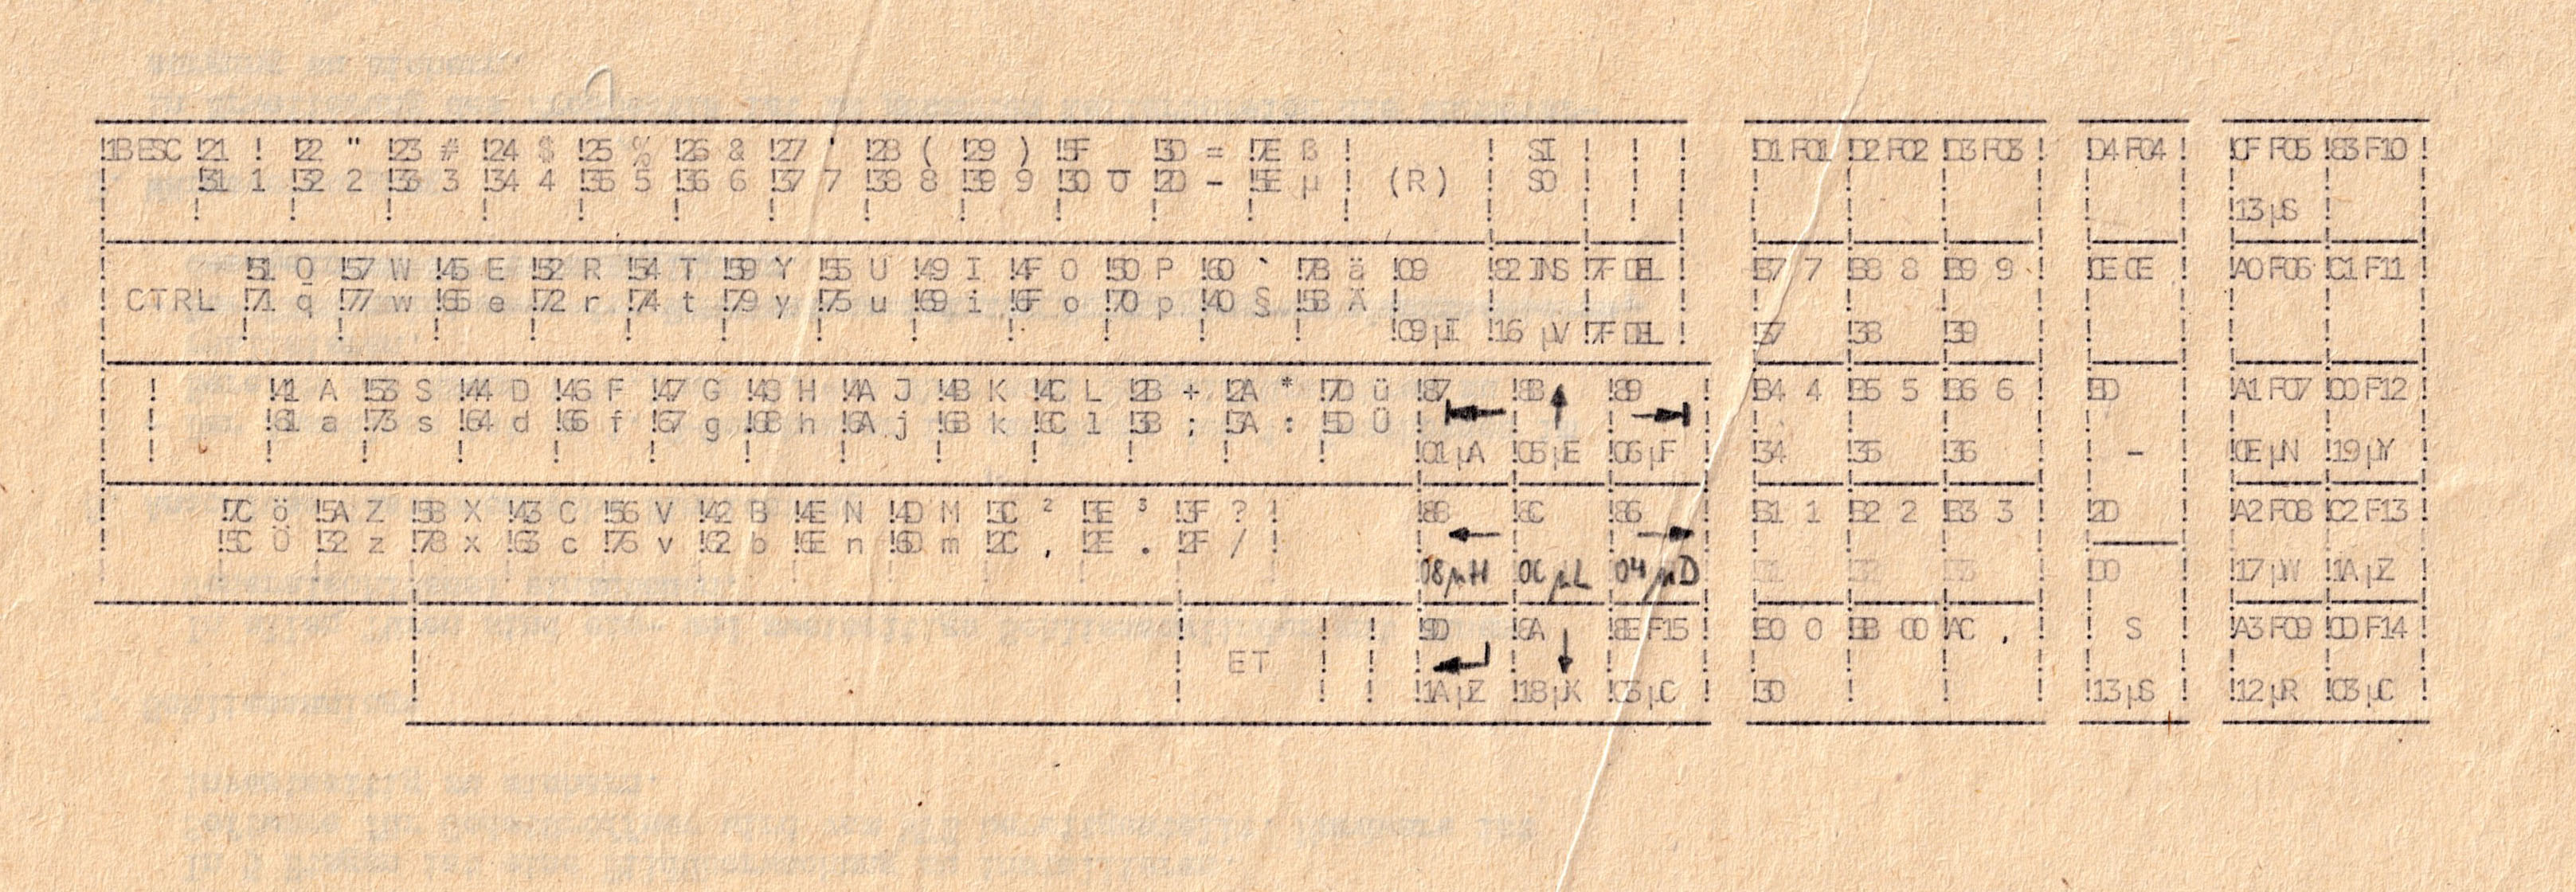 !1B ESC !21 ! !22 " !23 # !24 $ !25 % !26 & !27 ' !28 ( !29 ) !5F _ !3D = !7E ß ! ! SI ! ! ! !D1 F01 !D2 F02 !D3 F03 ! !D4 F04 ! !0F F05 !83 F10 !
! !31 1 !32 2 !33 3 !34 4 !35 5 !36 6 !37 7 !38 8 !39 9 !30 0 !2D - !5E µ ! (R) ! SO ! ! ! ! ! ! ! ! ! ! ! !
! ! ! ! ! ! ! ! ! ! ! ! ! ! ! ! ! ! ! ! ! ! ! ! !13 µS ! !
! !51 Q !57 W !45 E !52 R !54 T !59 Y !55 U !49 I !4F O !50 P !60 ` !7B ä !09 !82 INS !7F DEL ! !B7 7 !B8 8 !B9 9 ! !CE CE ! !A0 F06 !C1 F11 !
! CTRL !71 q !77 w !65 e !72 r !74 t !79 y !75 u !69 i !6F o !70 p !40 § !5B Ä ! ! ! ! ! ! ! ! ! ! ! ! !
! ! ! ! ! ! ! ! ! ! ! ! ! !09 µI !16 µV !7F DEL ! !37 !38 !39 ! ! ! ! ! !
! ! !41 A !53 S !44 D !46 F !47 G !48 H !4A J !4B K !4C L !2B + !2A * !7D ü !87 !8B ↑ !89 ! !B4 4 !B5 5 !B6 6 ! !BD ! !A1 F07 !00 F12 !
! ! !61 a !73 s !64 d !66 f !67 g !68 h !6A j !6B k !6C l !3B ; !3A : !5D Ü ! |← ! ! →| ! ! ! ! ! ! ! ! ! !
! ! ! ! ! ! ! ! ! ! ! ! ! ! !01 µA !05 µE !06 µF ! !34 !35 !36 ! ! - ! !0E µN !19 µY !
! !7C ö !5A Z !58 X !43 C !56 V !42 B !4E N !4D M !3C ² !3E ³ !3F ? ! !88 !8C !86 ! !B1 1 !B2 2 !B3 3 ! !2D ! !A2 F08 !C2 F13 !
! !5C Ö !32 z !78 x !63 c !76 v !62 b !6E n !6D m !2C , !2E . !2F / ! ! ← ! ! → ! ! ! ! ! ! ! ! !
!08 µH !0C µL !04 µD !31 !32 !33 ! !D0 ! !17 µW !1A µZ !
! ! ! ! !9D !8A !8E F15 ! !B0 0 !BB 00 !AC , ! ! S ! !A3 F09 !0D F14 !
! ! ET ! ! ! ↵ ! ↓ ! ! ! ! ! ! ! ! ! ! !
! ! ! ! !1A µZ !18 µX !03 µC ! !30 ! ! ! !13 µS ! !12 µR !03 µC !